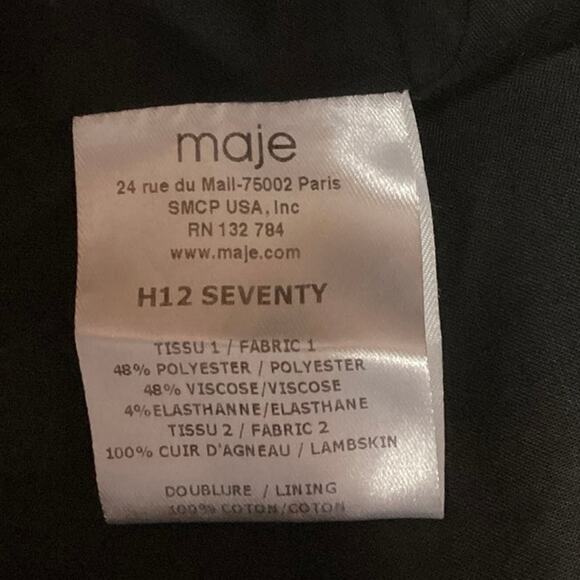 maje
24 rue du Mail-75002 Paris
SMCP USA, Inc
RN 132 784
www.maje.com
H12 SEVENTY
TISSU 1 / FABRIC 1
48% POLYESTER / POLYESTER
48% VISCOSE/VISCOSE
4%ELASTHANNE/ELASTHANE
TISSU 2 / FABRIC 2
100% CUIR D'AGNEAU / LAMBSKIN
DOUBLURE / LINING
100% COTON/COTON